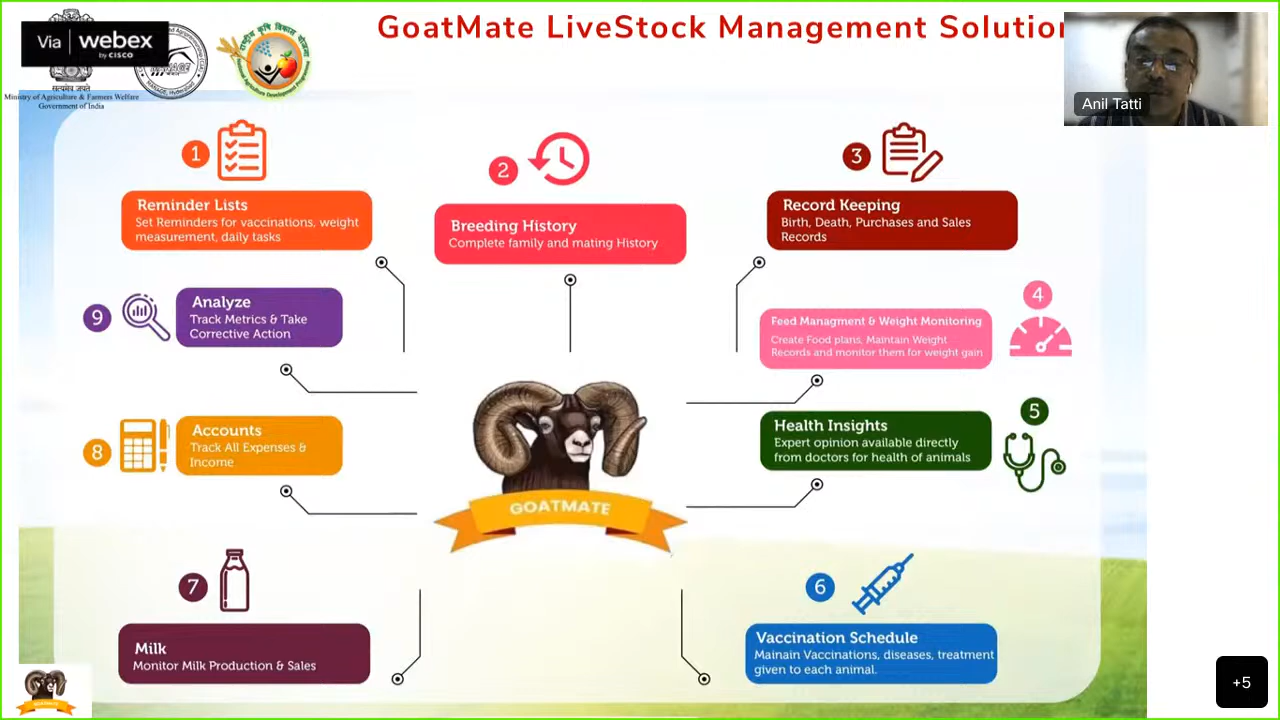 GoatMate LiveStock Management Solution
Via webex
by CISCO
सत्यमेव जयते
Ministry of Agriculture & Farmers Welfare
Government of India
Anil Tatti
1
Reminder Lists
Set Reminders for vaccinations, weight
measurement, daily tasks
2
Breeding History
Complete family and mating History
3
Record Keeping
Birth, Death, Purchases and Sales
Records
9
Analyze
Track Metrics & Take
Corrective Action
4
Feed Managment & Weight Monitoring
Create Food plans, Maintain Weight
Records and monitor them for weight gain
8
Accounts
Track All Expenses &
Income
5
Health Insights
Expert opinion available directly
from doctors for health of animals
GOATMATE
7
Milk
Monitor Milk Production & Sales
6
Vaccination Schedule
Mainain Vaccinations, diseases, treatment
given to each animal.
GOATMATE
+5